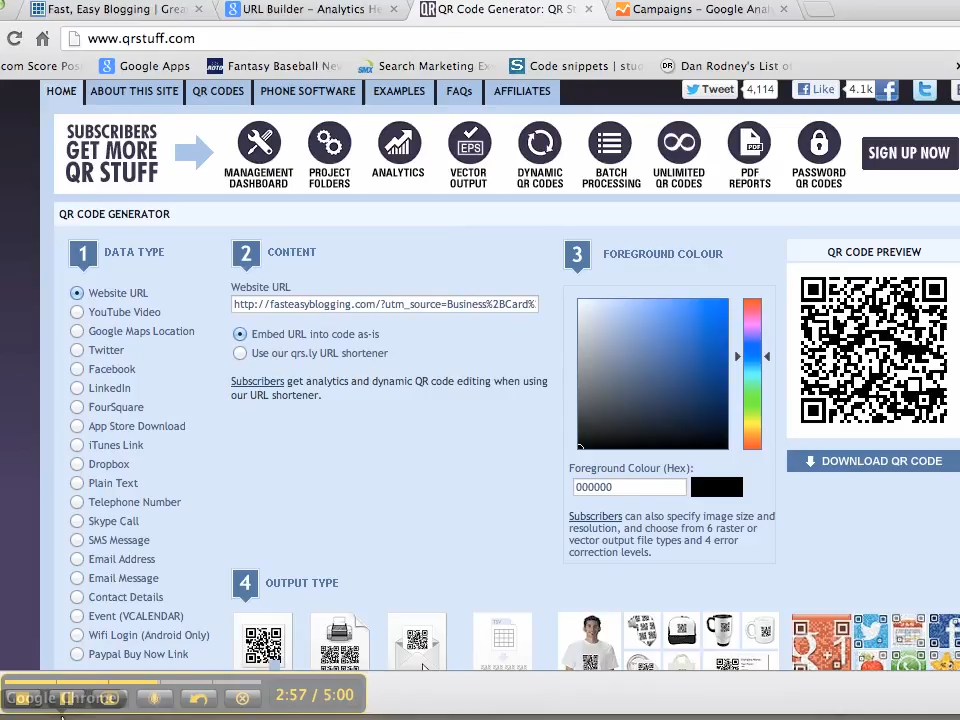 Fast, Easy Blogging | Grea
URL Builder – Analytics He
QR Code Generator: QR St
Campaigns – Google Anal
www.qrstuff.com
com Score Pos
Google Apps
Fantasy Baseball New
Search Marketing Ex
Code snippets | stud
Dan Rodney's List of
HOME
ABOUT THIS SITE
QR CODES
PHONE SOFTWARE
EXAMPLES
FAQs
AFFILIATES
Tweet
4,114
Like
4.1k
SUBSCRIBERS
GET MORE
QR STUFF
MANAGEMENT
DASHBOARD
PROJECT
FOLDERS
ANALYTICS
EPS
VECTOR
OUTPUT
DYNAMIC
QR CODES
BATCH
PROCESSING
UNLIMITED
QR CODES
PDF
PDF
REPORTS
PASSWORD
QR CODES
SIGN UP NOW
QR CODE GENERATOR
1 DATA TYPE
Website URL
YouTube Video
Google Maps Location
Twitter
Facebook
LinkedIn
FourSquare
App Store Download
iTunes Link
Dropbox
Plain Text
Telephone Number
Skype Call
SMS Message
Email Address
Email Message
Contact Details
Event (VCALENDAR)
Wifi Login (Android Only)
Paypal Buy Now Link
2 CONTENT
Website URL
http://fasteasyblogging.com/?utm_source=Business%2BCard%
Embed URL into code as-is
Use our qrs.ly URL shortener
Subscribers get analytics and dynamic QR code editing when using
our URL shortener.
3 FOREGROUND COLOUR
Foreground Colour (Hex):
000000
Subscribers can also specify image size and
resolution, and choose from 6 raster or
vector output file types and 4 error
correction levels.
QR CODE PREVIEW
DOWNLOAD QR CODE
4 OUTPUT TYPE
Google Chrome
2:57 / 5:00